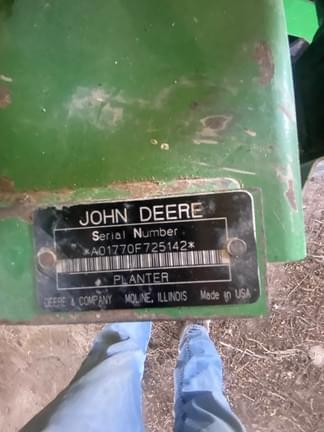 JOHN DEERE
Serial Number
*A01770F725142*
PLANTER
DEERE & COMPANY MOLINE, ILLINOIS Made in USA